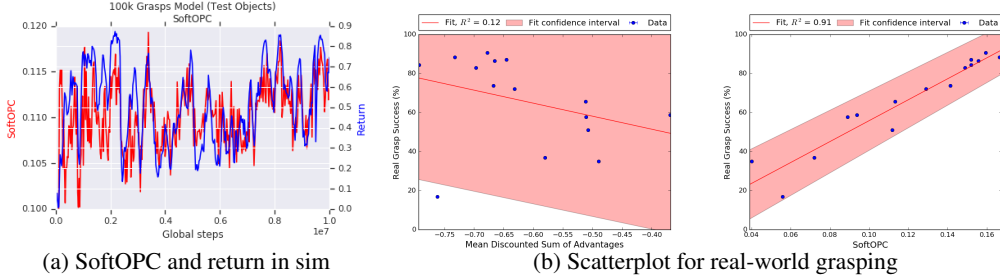 100k Grasps Model (Test Objects)
SoftOPC
SoftOPC
0.120
0.115
0.110
0.105
0.100
0.9
0.8
0.7
0.6
0.5
0.4
0.3
0.2
0.1
0.0
Return
0.0 0.2 0.4 0.6 0.8 1.0
Global steps 1e7
(a) SoftOPC and return in sim
Fit, R² = 0.12 Fit confidence interval Data
Real Grasp Success (%)
100
80
60
40
20
0
−0.75 −0.70 −0.65 −0.60 −0.55 −0.50 −0.45 −0.40
Mean Discounted Sum of Advantages
Fit, R² = 0.91 Fit confidence interval Data
Real Grasp Success (%)
100
80
60
40
20
0
0.04 0.06 0.08 0.10 0.12 0.14 0.16
SoftOPC
(b) Scatterplot for real-world grasping